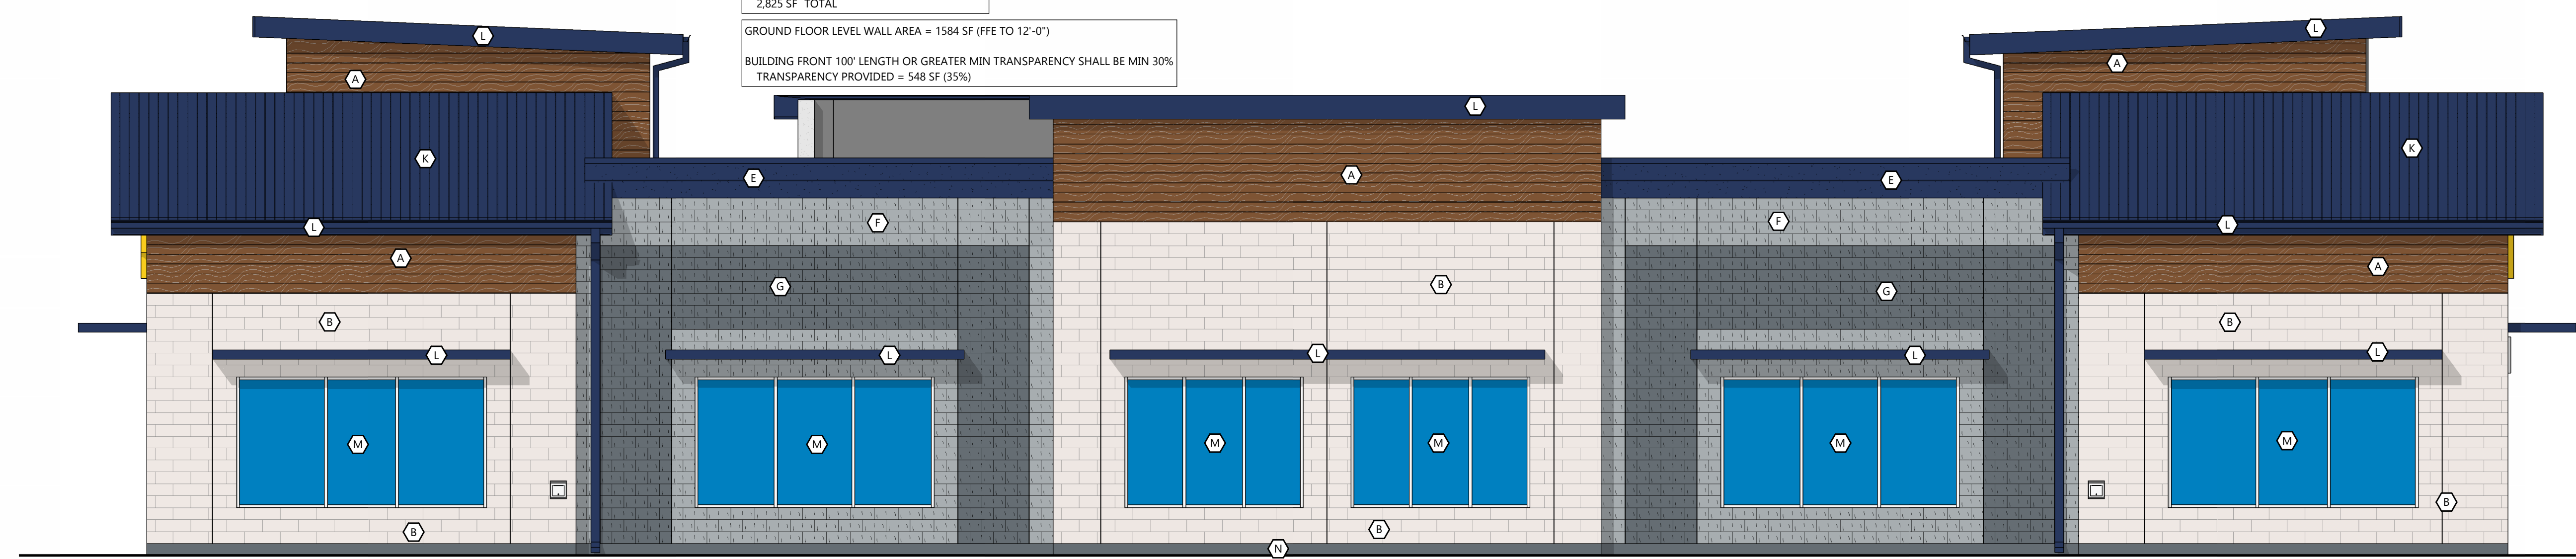 2,825 SF TOTAL
GROUND FLOOR LEVEL WALL AREA = 1584 SF (FFE TO 12'-0")
BUILDING FRONT 100' LENGTH OR GREATER MIN TRANSPARENCY SHALL BE MIN 30%
TRANSPARENCY PROVIDED = 548 SF (35%)
L
L
A
A
L
K
K
E
A
E
F
F
L
L
A
A
G
B
G
B
B
L
L
L
L
L
M
M
M
M
M
M
B
B
B
N